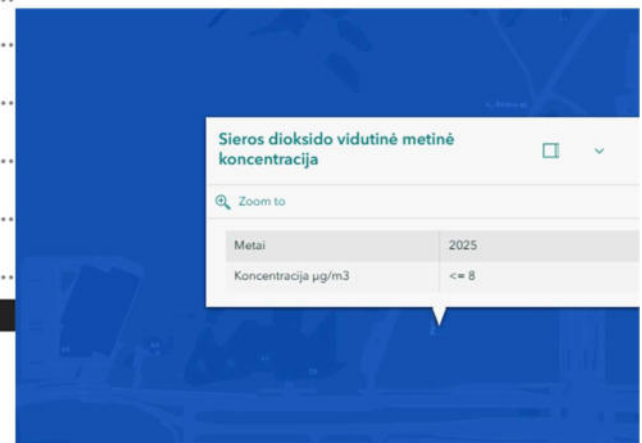 Sieros dioksido vidutinė metinė
koncentracija
Zoom to
Metai 2025
Koncentracija µg/m3 <= 8